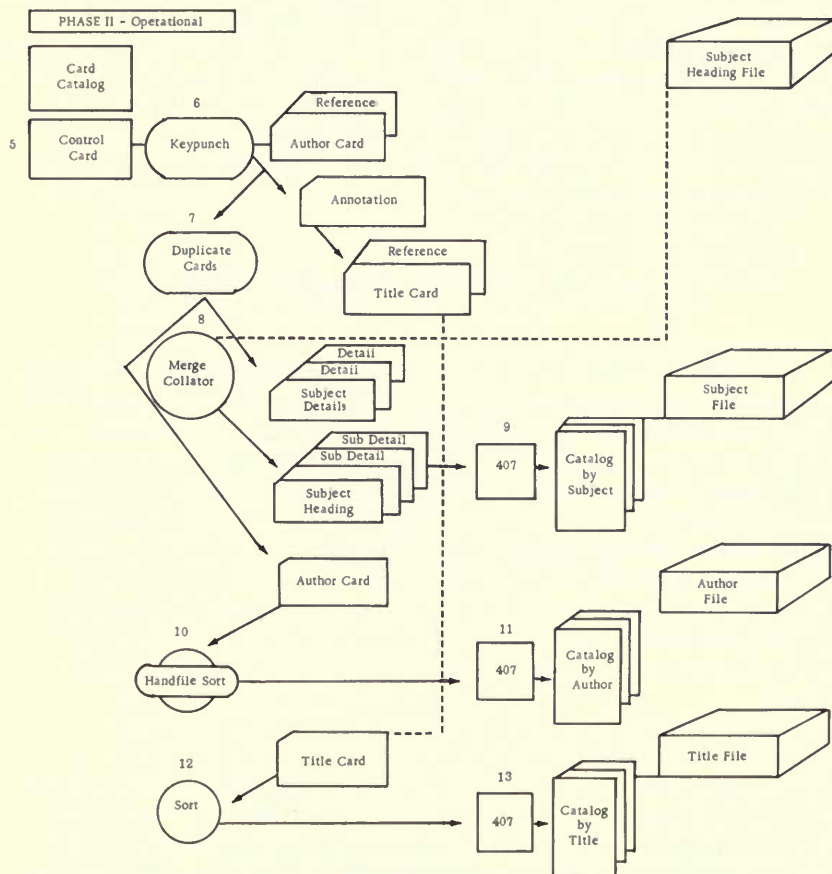 PHASE II - Operational
Subject
Heading File
Card
Catalog
6
Reference
5
Control
Card
Keypunch
Author Card
Annotation
7
Duplicate
Cards
Reference
Title Card
8
Merge
Collator
Detail
Detail
Subject
Details
Subject
File
Sub Detail
Sub Detail
Subject
Heading
9
407
Catalog
by
Subject
Author Card
Author
File
10
Handfile Sort
11
407
Catalog
by
Author
Title File
12
Title Card
Sort
13
407
Catalog
by
Title